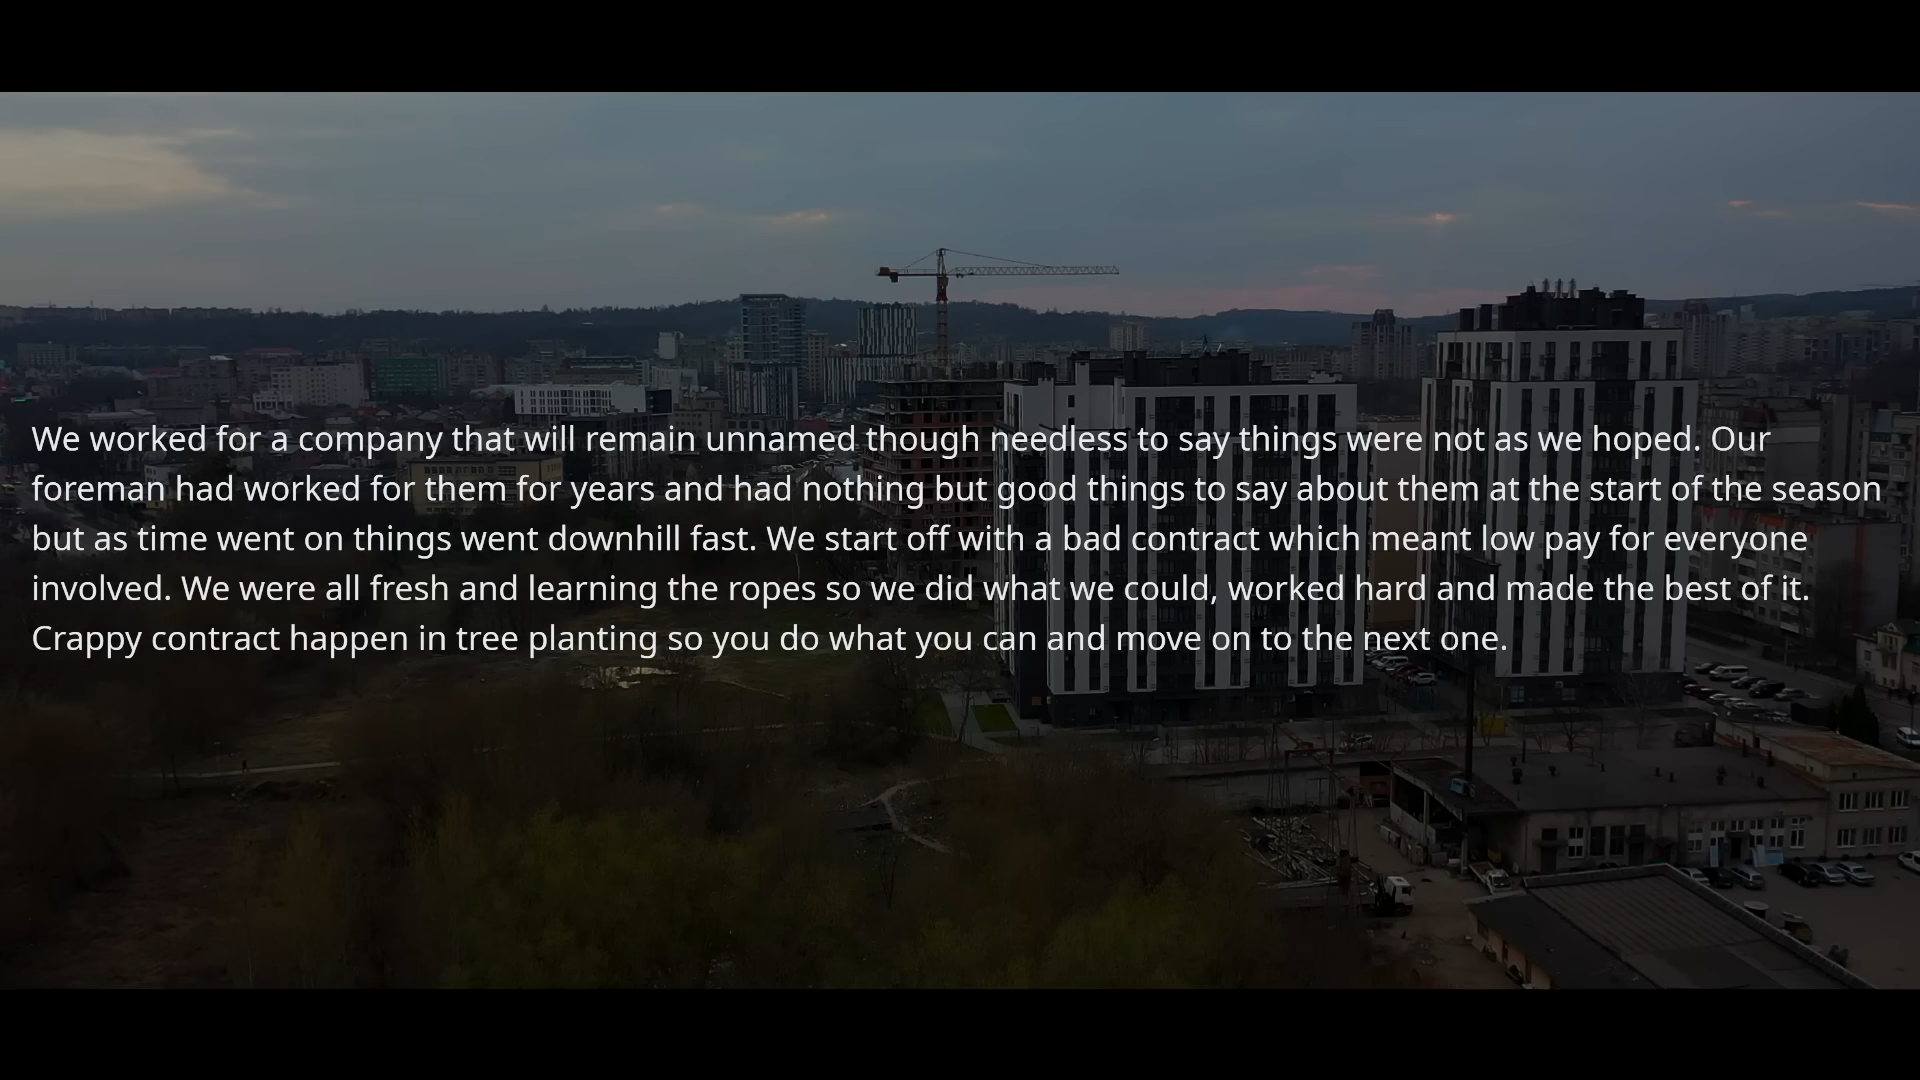 We worked for a company that will remain unnamed though needless to say things were not as we hoped. Our
foreman had worked for them for years and had nothing but good things to say about them at the start of the season
but as time went on things went downhill fast. We start off with a bad contract which meant low pay for everyone
involved. We were all fresh and learning the ropes so we did what we could, worked hard and made the best of it.
Crappy contract happen in tree planting so you do what you can and move on to the next one.